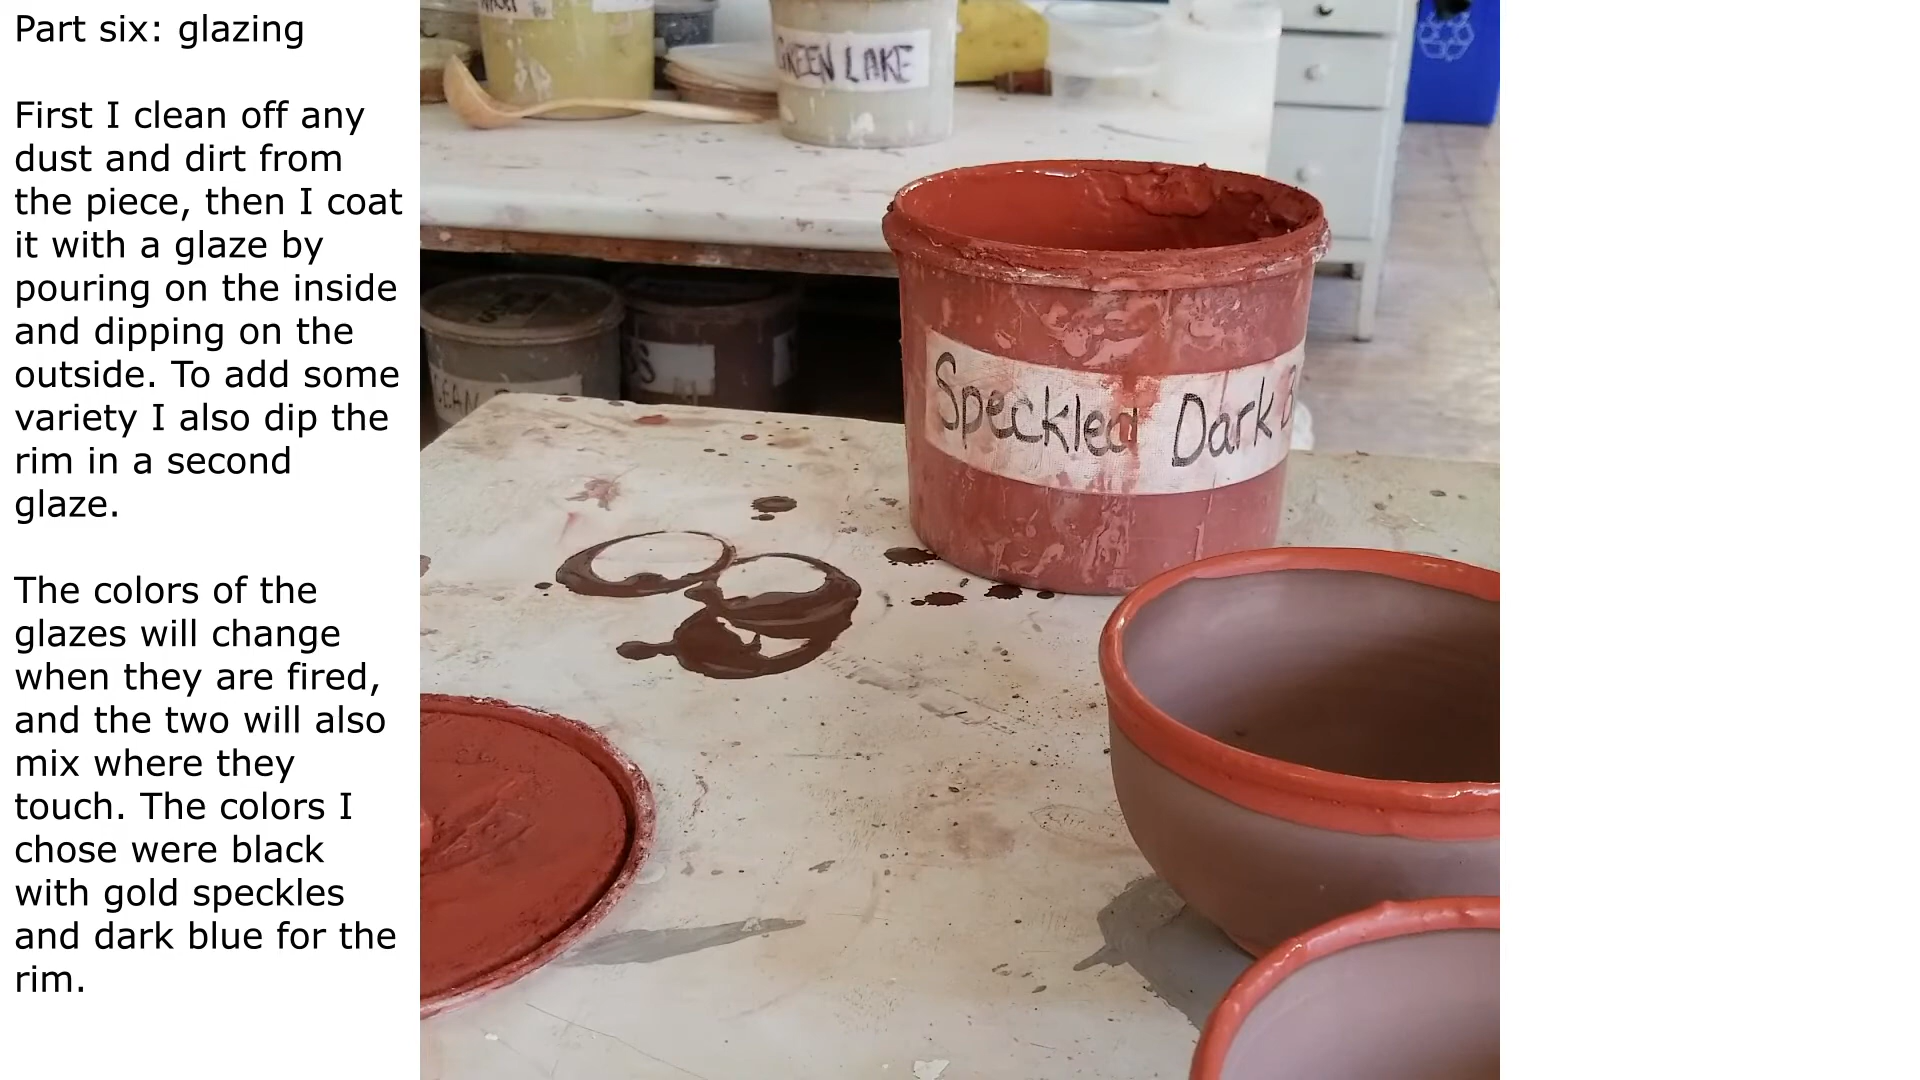 Part six: glazing
First I clean off any
dust and dirt from
the piece, then I coat
it with a glaze by
pouring on the inside
and dipping on the
outside. To add some
variety I also dip the
rim in a second
glaze.
The colors of the
glazes will change
when they are fired,
and the two will also
mix where they
touch. The colors I
chose were black
with gold speckles
and dark blue for the
rim.
GREEN LAKE
Speckled Dark B